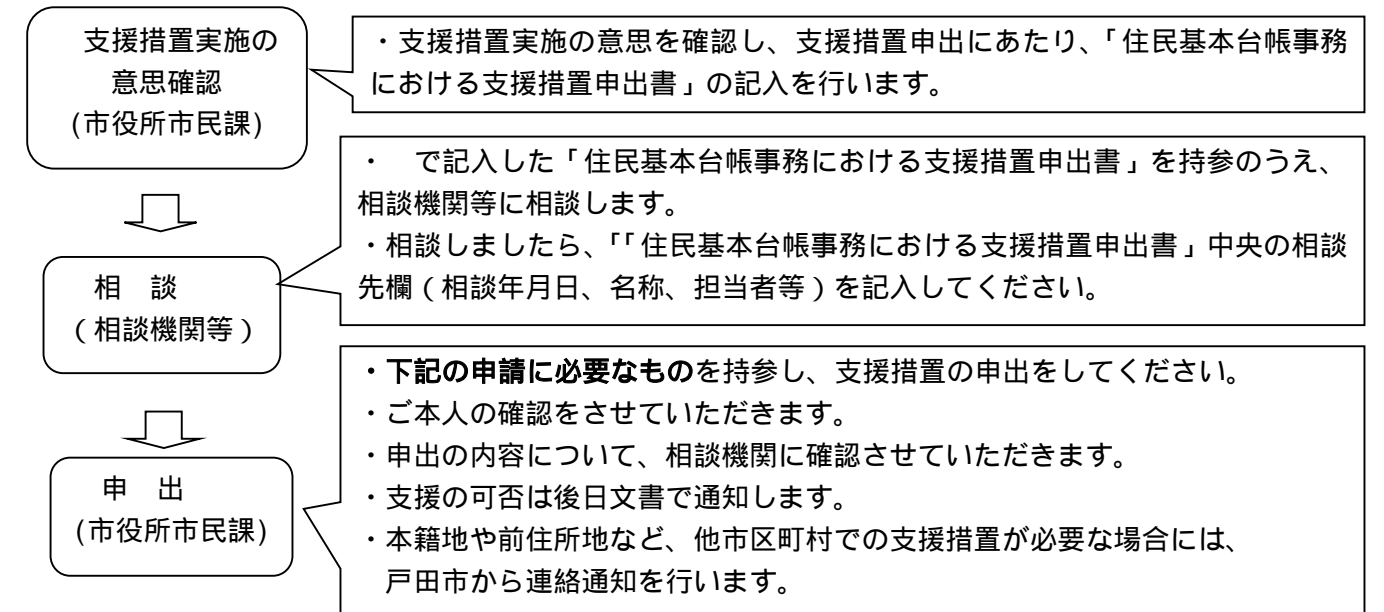 支援措置実施の
意思確認
(市役所市民課)
・支援措置実施の意思を確認し、支援措置申出にあたり、「住民基本台帳事務
における支援措置申出書」の記入を行います。
・　で記入した「住民基本台帳事務における支援措置申出書」を持参のうえ、
相談機関等に相談します。
・相談しましたら、「「住民基本台帳事務における支援措置申出書」中央の相談
先欄（相談年月日、名称、担当者等）を記入してください。
相　談
（相談機関等）
・下記の申請に必要なものを持参し、支援措置の申出をしてください。
・ご本人の確認をさせていただきます。
・申出の内容について、相談機関に確認させていただきます。
・支援の可否は後日文書で通知します。
・本籍地や前住所地など、他市区町村での支援措置が必要な場合には、
戸田市から連絡通知を行います。
申　出
(市役所市民課)